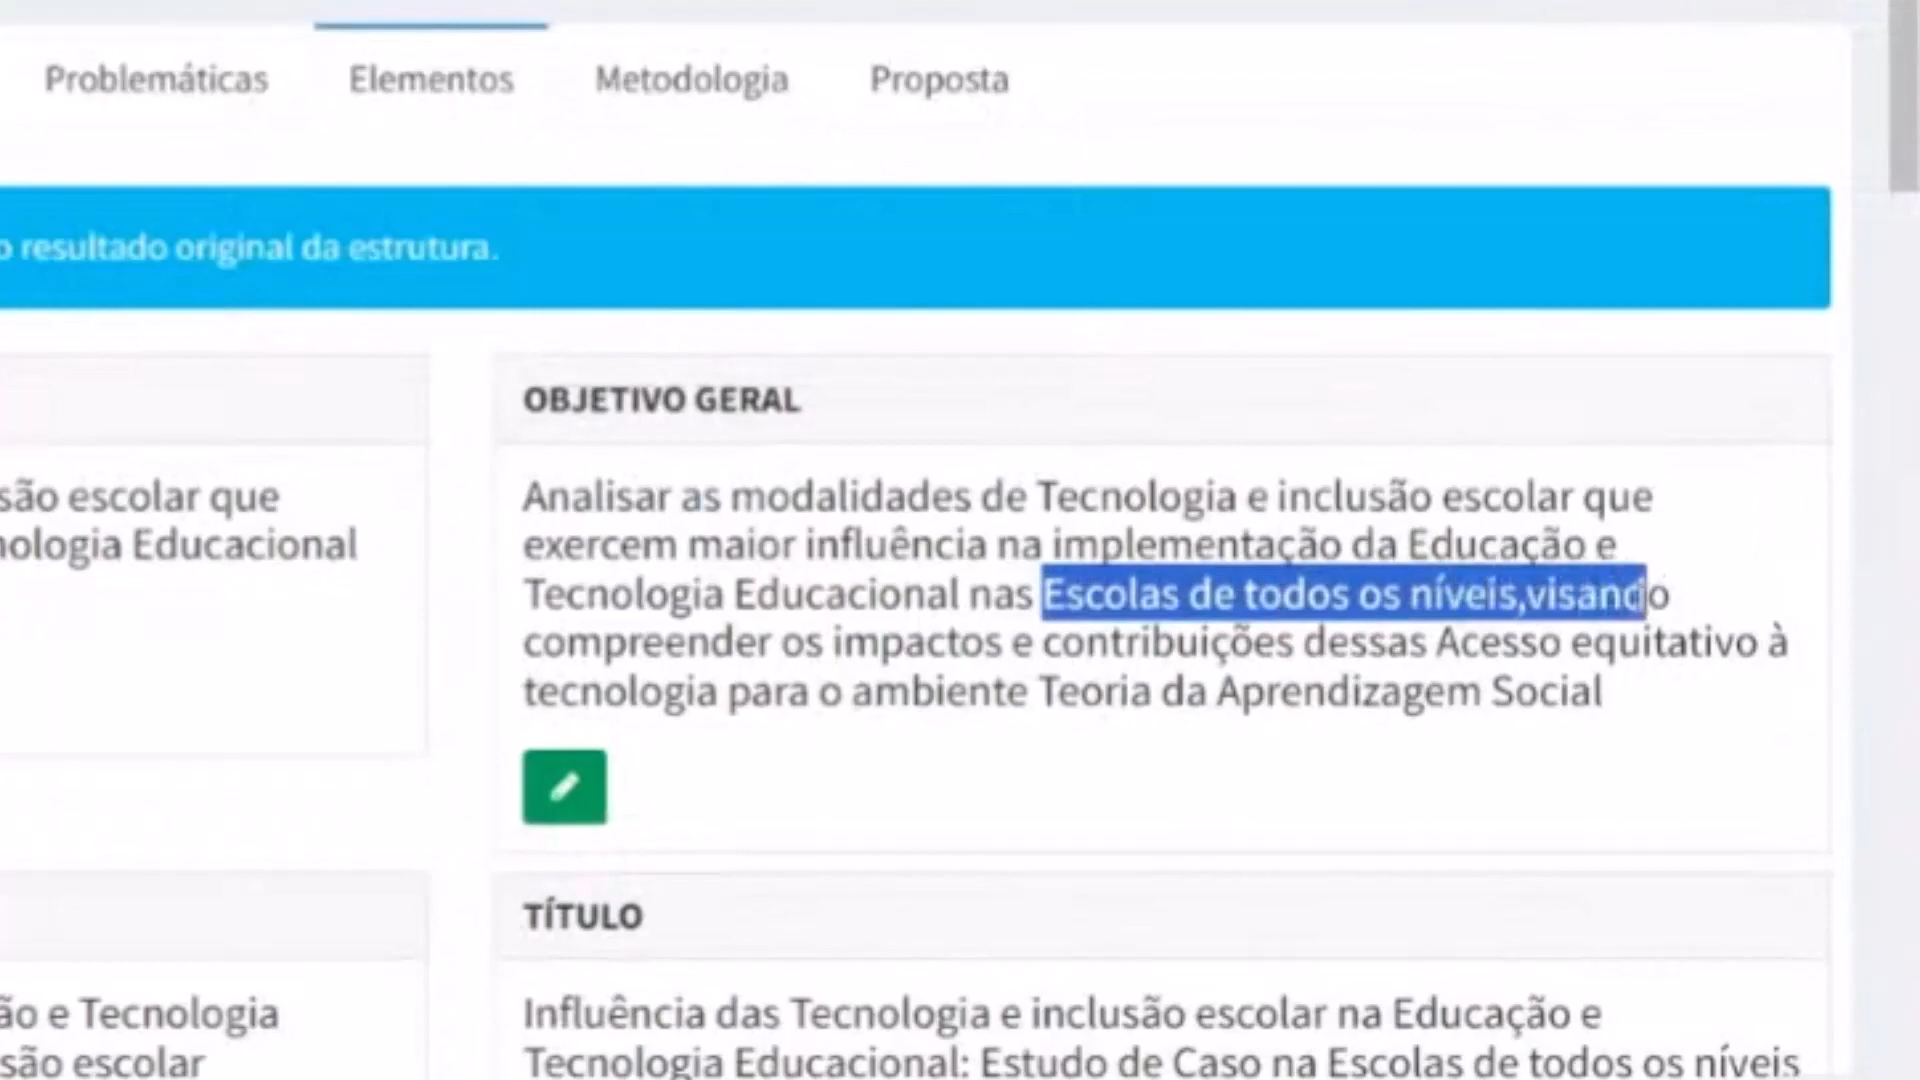 Problemáticas Elementos Metodologia Proposta
o resultado original da estrutura.
são escolar que
nologia Educacional
OBJETIVO GERAL
Analisar as modalidades de Tecnologia e inclusão escolar que
exercem maior influência na implementação da Educação e
Tecnologia Educacional nas Escolas de todos os níveis,visando
compreender os impactos e contribuições dessas Acesso equitativo à
tecnologia para o ambiente Teoria da Aprendizagem Social
ão e Tecnologia
são escolar
TÍTULO
Influência das Tecnologia e inclusão escolar na Educação e
Tecnologia Educacional: Estudo de Caso na Escolas de todos os níveis